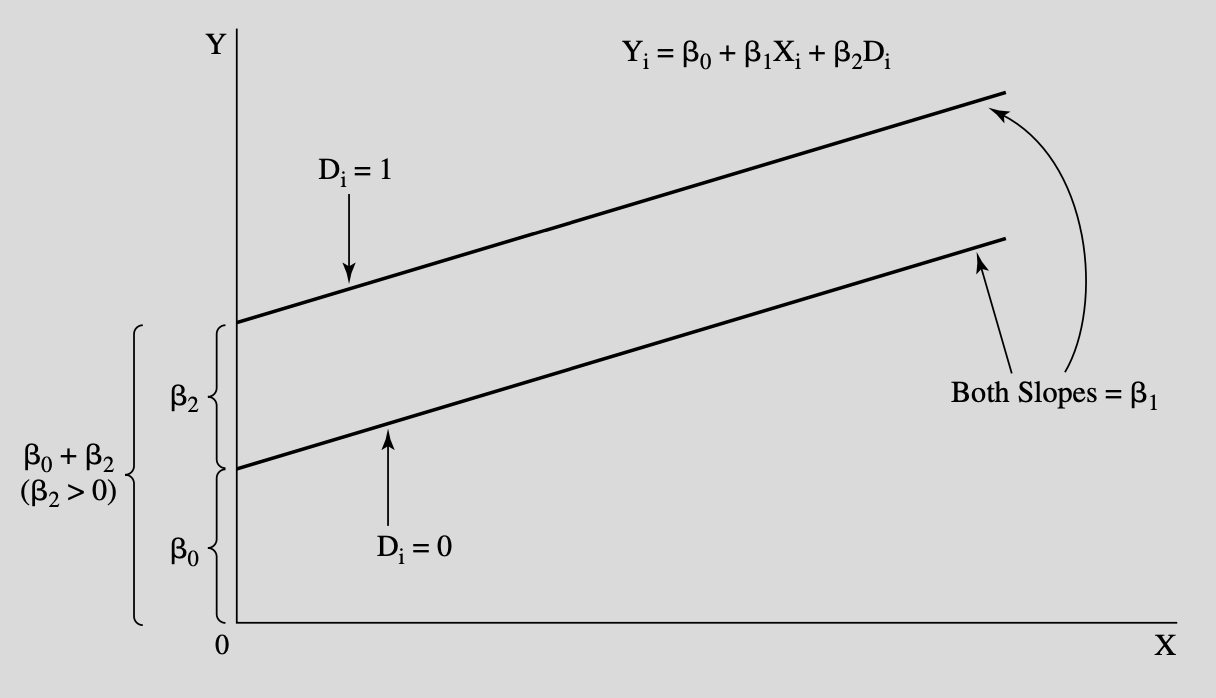 Y
Yᵢ = β₀ + β₁Xᵢ + β₂Dᵢ
Dᵢ = 1
β₂
Both Slopes = β₁
β₀ + β₂
(β₂ > 0)
β₀
Dᵢ = 0
0
X